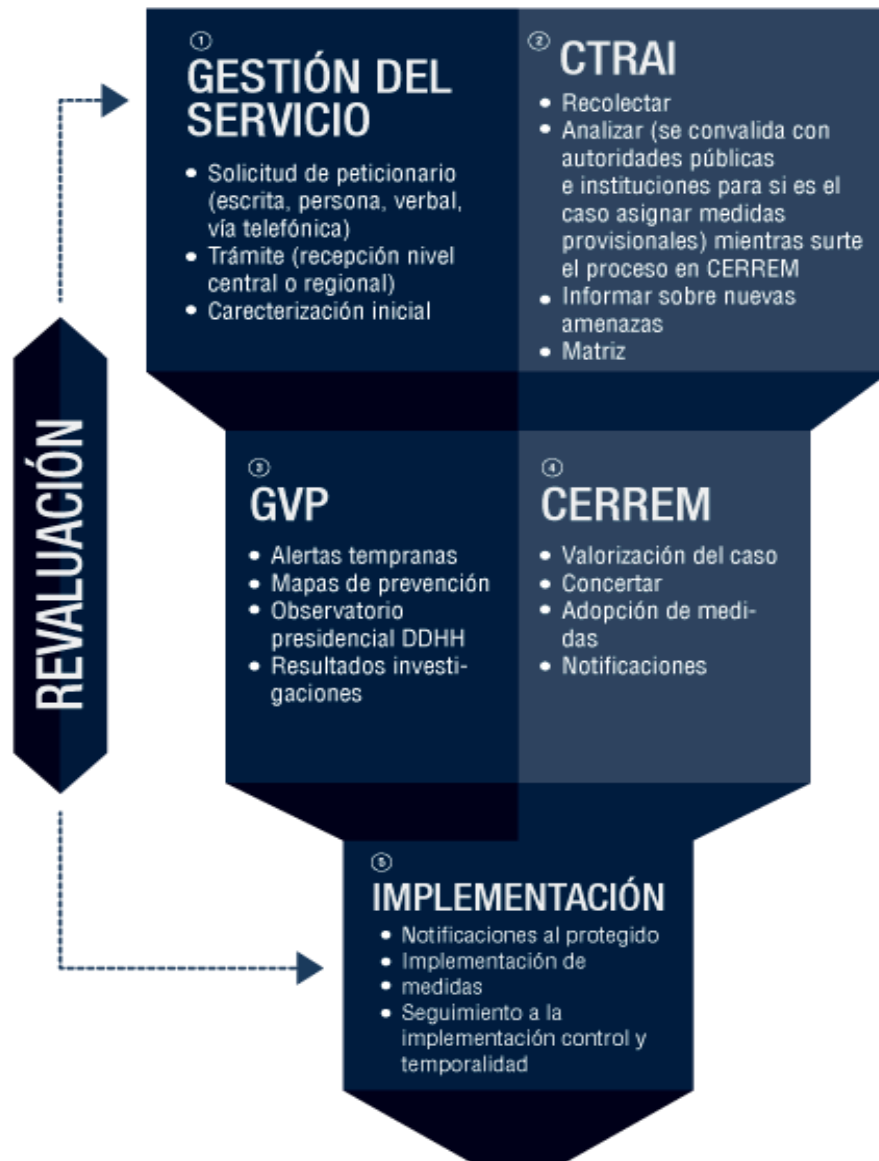 1
GESTIÓN DEL
SERVICIO
• Solicitud de peticionario
(escrita, persona, verbal,
vía telefónica)
• Trámite (recepción nivel
central o regional)
• Carecterización inicial
2
CTRAI
• Recolectar
• Analizar (se convalida con
autoridades públicas
e instituciones para si es el
caso asignar medidas
provisionales) mientras surte
el proceso en CERREM
• Informar sobre nuevas
amenazas
• Matriz
REVALUACIÓN
3
GVP
• Alertas tempranas
• Mapas de prevención
• Observatorio
presidencial DDHH
• Resultados investi-
gaciones
4
CERREM
• Valorización del caso
• Concertar
• Adopción de medi-
das
• Notificaciones
5
IMPLEMENTACIÓN
• Notificaciones al protegido
• Implementación de
• medidas
• Seguimiento a la
implementación control y
temporalidad